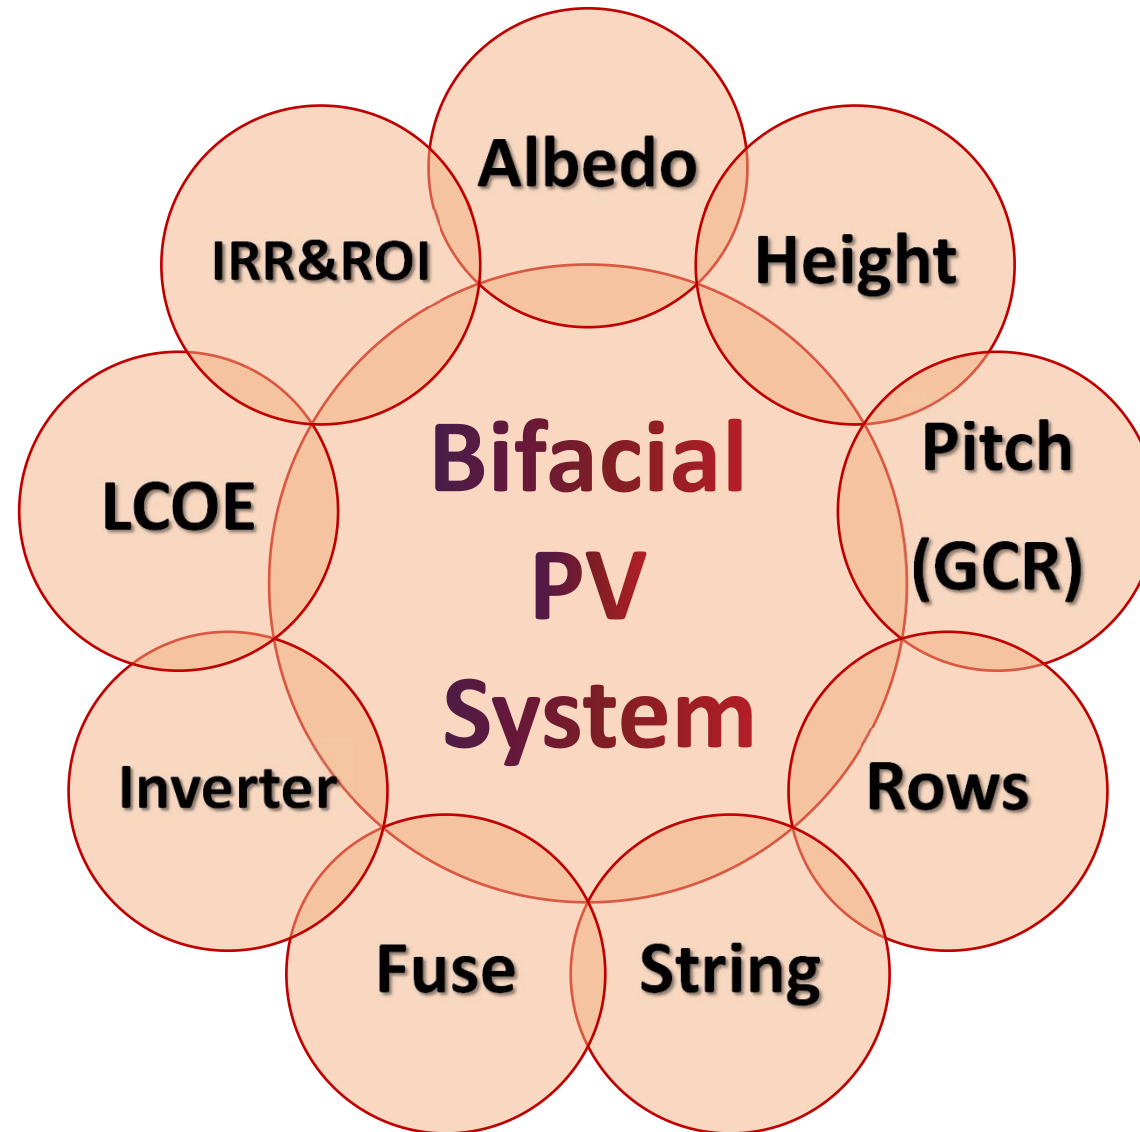 Albedo
Height
Pitch
(GCR)
Rows
String
Fuse
Inverter
LCOE
IRR&ROI
Bifacial
PV
System